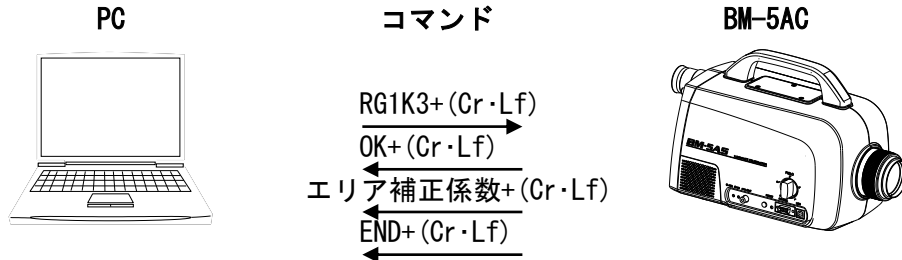 PC
コマンド
BM-5AC
RG1K3+(Cr･Lf)
OK+(Cr･Lf)
エリア補正係数+(Cr･Lf)
END+(Cr･Lf)
BM-5AS